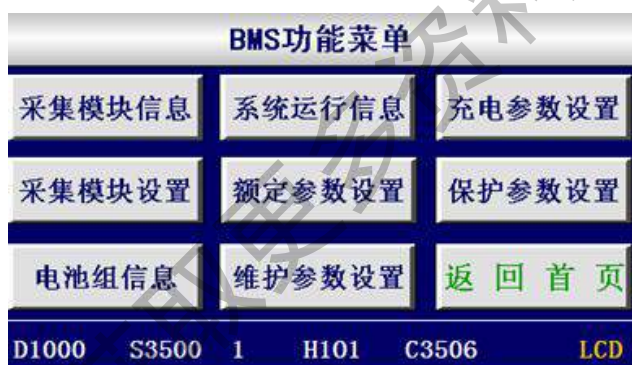 BMS功能菜单
采集模块信息 系统运行信息 充电参数设置
采集模块设置 额定参数设置 保护参数设置
电池组信息 维护参数设置 返回首页
D1000 S3500 1 H101 C3506 LCD